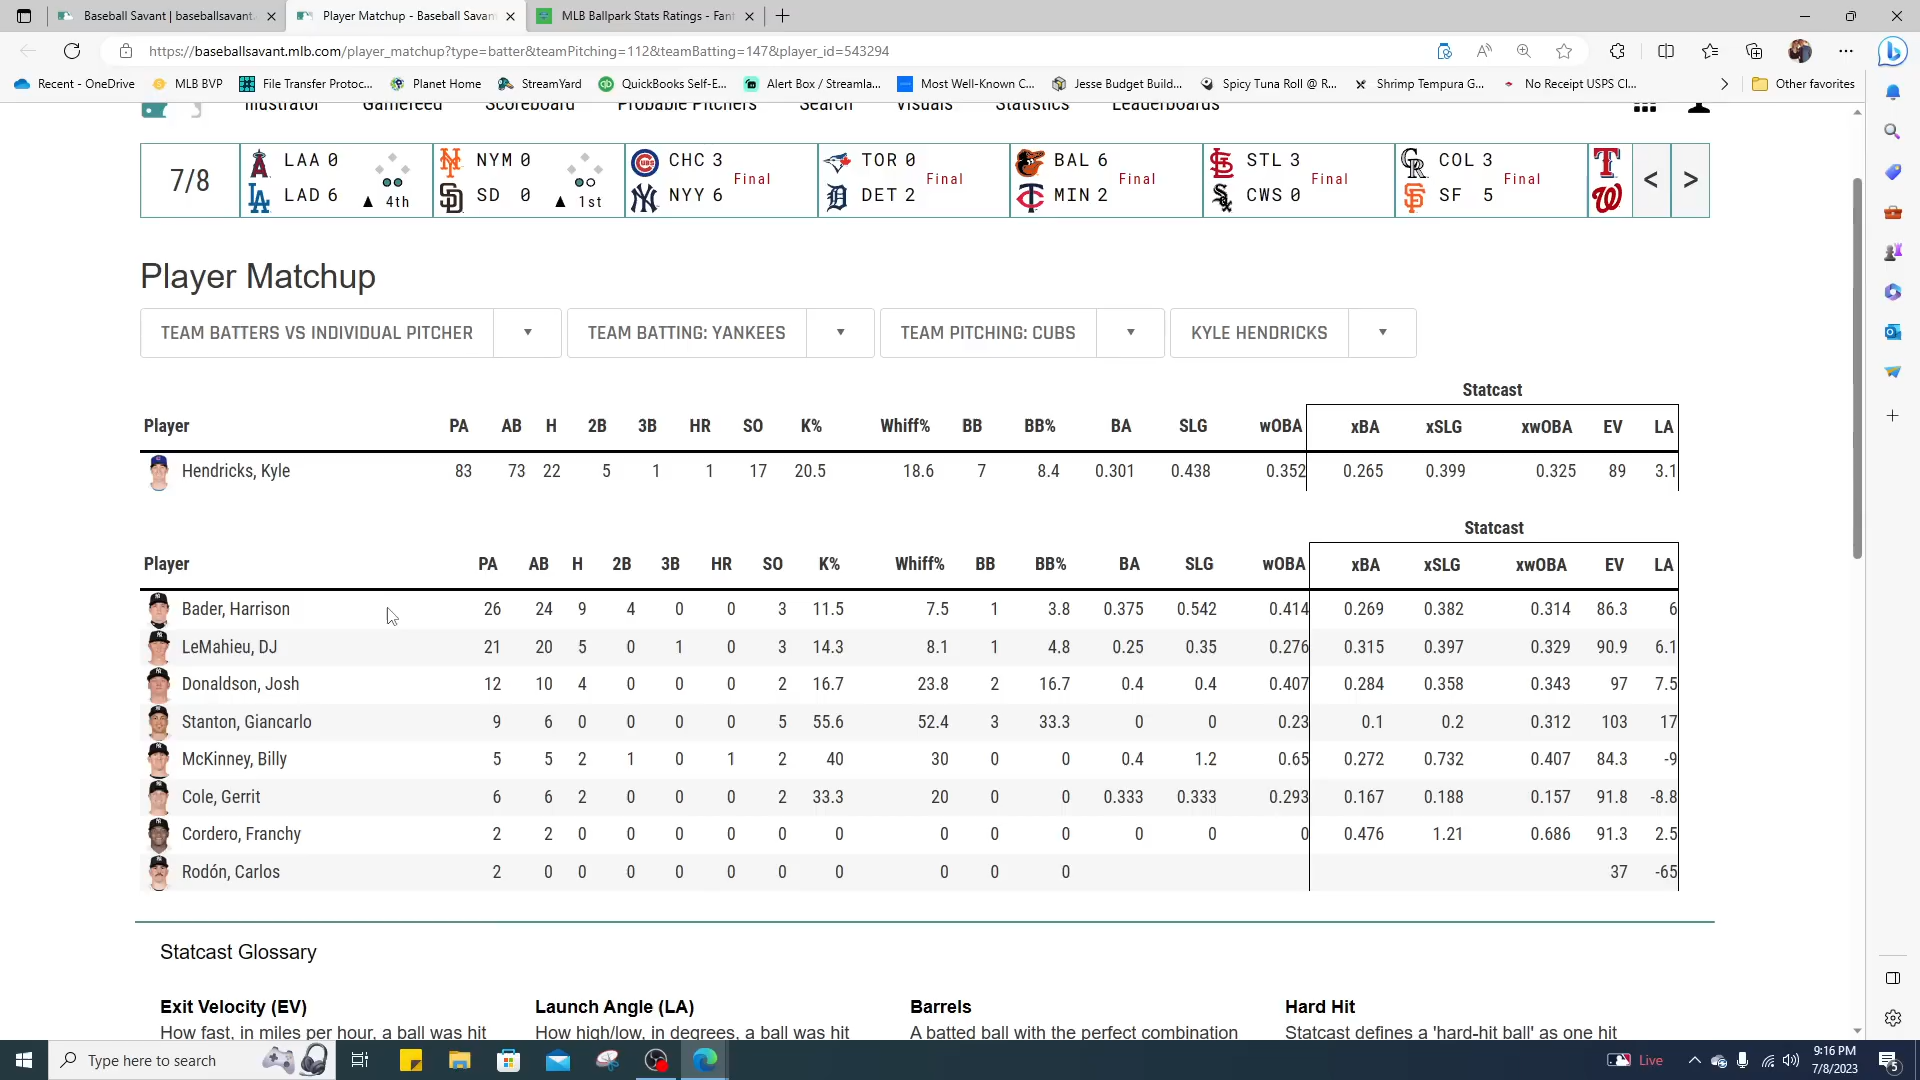 Baseball Savant | baseballsavant.
Player Matchup - Baseball Savan
MLB Ballpark Stats Ratings - Fant
https://baseballsavant.mlb.com/player_matchup?type=batter&teamPitching=112&teamBatting=147&player_id=543294
Recent - OneDrive MLB BVP File Transfer Protoc... Planet Home StreamYard QuickBooks Self-E... Alert Box / Streamla... Most Well-Known C... Jesse Budget Build... Spicy Tuna Roll @ R... Shrimp Tempura G... No Receipt USPS Cl... Other favorites
Illustrator Gamefeed Scoreboard Probable Pitchers Search Visuals Statistics Leaderboards
7/8
LAA 0
LAD 6 ▲ 4th
NYM 0
SD 0 ▲ 1st
CHC 3
NYY 6 Final
TOR 0
DET 2 Final
BAL 6
MIN 2 Final
STL 3
CWS 0 Final
COL 3
SF 5 Final
< >
Player Matchup
TEAM BATTERS VS INDIVIDUAL PITCHER TEAM BATTING: YANKEES TEAM PITCHING: CUBS KYLE HENDRICKS
Statcast
Player PA AB H 2B 3B HR SO K% Whiff% BB BB% BA SLG wOBA xBA xSLG xwOBA EV LA
Hendricks, Kyle 83 73 22 5 1 1 17 20.5 18.6 7 8.4 0.301 0.438 0.352 0.265 0.399 0.325 89 3.1
Statcast
Player PA AB H 2B 3B HR SO K% Whiff% BB BB% BA SLG wOBA xBA xSLG xwOBA EV LA
Bader, Harrison 26 24 9 4 0 0 3 11.5 7.5 1 3.8 0.375 0.542 0.414 0.269 0.382 0.314 86.3 6
LeMahieu, DJ 21 20 5 0 1 0 3 14.3 8.1 1 4.8 0.25 0.35 0.276 0.315 0.397 0.329 90.9 6.1
Donaldson, Josh 12 10 4 0 0 0 2 16.7 23.8 2 16.7 0.4 0.4 0.407 0.284 0.358 0.343 97 7.5
Stanton, Giancarlo 9 6 0 0 0 0 5 55.6 52.4 3 33.3 0 0 0.23 0.1 0.2 0.312 103 17
McKinney, Billy 5 5 2 1 0 1 2 40 30 0 0 0.4 1.2 0.65 0.272 0.732 0.407 84.3 -9
Cole, Gerrit 6 6 2 0 0 0 2 33.3 20 0 0 0.333 0.333 0.293 0.167 0.188 0.157 91.8 -8.8
Cordero, Franchy 2 2 0 0 0 0 0 0 0 0 0 0 0 0 0.476 1.21 0.686 91.3 2.5
Rodón, Carlos 2 0 0 0 0 0 0 0 0 0 0 37 -65
Statcast Glossary
Exit Velocity (EV) Launch Angle (LA) Barrels Hard Hit
How fast, in miles per hour, a ball was hit How high/low, in degrees, a ball was hit A batted ball with the perfect combination Statcast defines a 'hard-hit ball' as one hit
Type here to search
Live
9:16 PM
7/8/2023
5